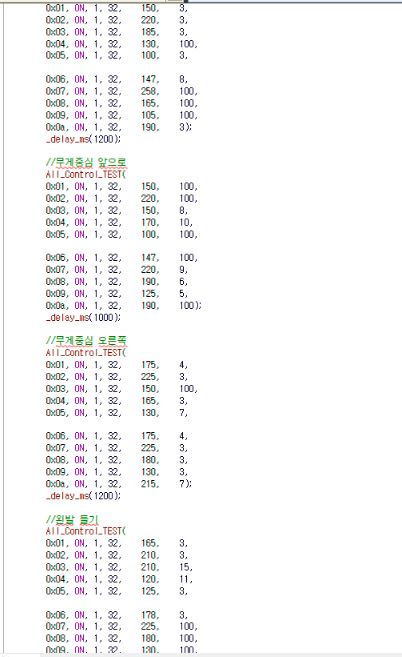 0x01, ON, 1, 32, 150, 3,
0x02, ON, 1, 32, 220, 3,
0x03, ON, 1, 32, 185, 3,
0x04, ON, 1, 32, 130, 100,
0x05, ON, 1, 32, 100, 3,
0x06, ON, 1, 32, 147, 8,
0x07, ON, 1, 32, 258, 100,
0x08, ON, 1, 32, 165, 100,
0x09, ON, 1, 32, 105, 100,
0x0a, ON, 1, 32, 190, 3);
_delay_ms(1200);
//무게중심 앞으로
All_Control_TEST(
0x01, ON, 1, 32, 150, 100,
0x02, ON, 1, 32, 220, 100,
0x03, ON, 1, 32, 150, 8,
0x04, ON, 1, 32, 170, 10,
0x05, ON, 1, 32, 100, 100,
0x06, ON, 1, 32, 147, 100,
0x07, ON, 1, 32, 220, 9,
0x08, ON, 1, 32, 190, 6,
0x09, ON, 1, 32, 125, 5,
0x0a, ON, 1, 32, 190, 100);
_delay_ms(1000);
//무게중심 오른쪽
All_Control_TEST(
0x01, ON, 1, 32, 175, 4,
0x02, ON, 1, 32, 225, 3,
0x03, ON, 1, 32, 150, 100,
0x04, ON, 1, 32, 165, 3,
0x05, ON, 1, 32, 130, 7,
0x06, ON, 1, 32, 175, 4,
0x07, ON, 1, 32, 225, 3,
0x08, ON, 1, 32, 180, 3,
0x09, ON, 1, 32, 130, 3,
0x0a, ON, 1, 32, 215, 7);
_delay_ms(1200);
//왼발 들기
All_Control_TEST(
0x01, ON, 1, 32, 165, 3,
0x02, ON, 1, 32, 210, 3,
0x03, ON, 1, 32, 210, 15,
0x04, ON, 1, 32, 120, 11,
0x05, ON, 1, 32, 125, 3,
0x06, ON, 1, 32, 178, 3,
0x07, ON, 1, 32, 225, 100,
0x08, ON, 1, 32, 180, 100,
0x09, ON, 1, 32, 130, 100,